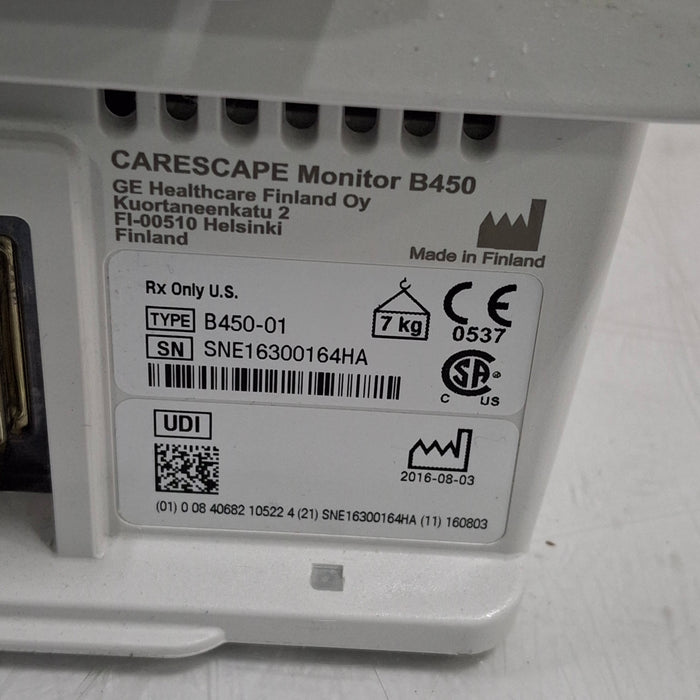 CARESCAPE Monitor B450
GE Healthcare Finland Oy
Kuortaneenkatu 2
FI-00510 Helsinki
Finland
Made in Finland
Rx Only U.S.
TYPE B450-01
SN SNE16300164HA
7 kg
CE
0537
SA
C US
UDI
2016-08-03
(01) 0 08 40682 10522 4 (21) SNE16300164HA (11) 160803